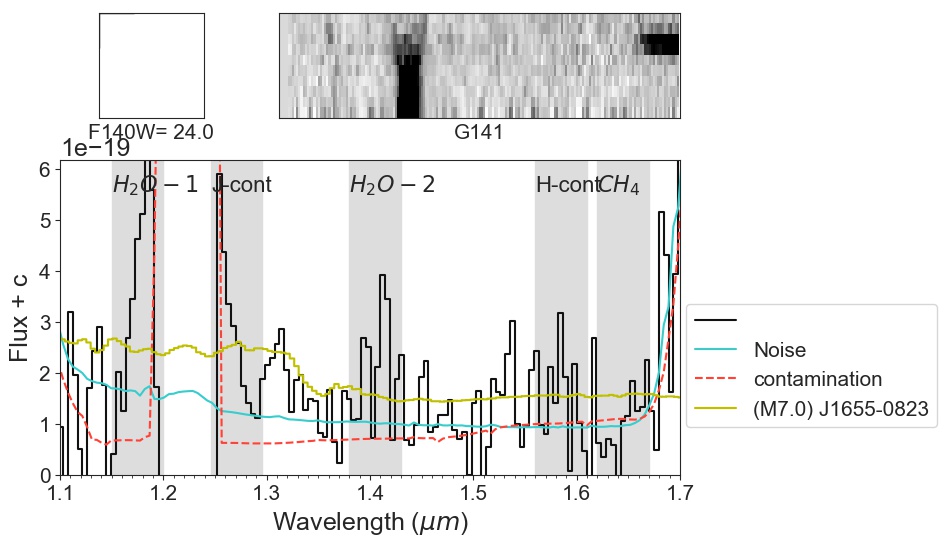 F140W= 24.0
G141
1e−19
H₂O − 1
J-cont
H₂O − 2
H-cont
CH₄
6
5
4
3
2
1
0
Flux + c
1.1
1.2
1.3
1.4
1.5
1.6
1.7
Wavelength (μm)
Noise
contamination
(M7.0) J1655-0823